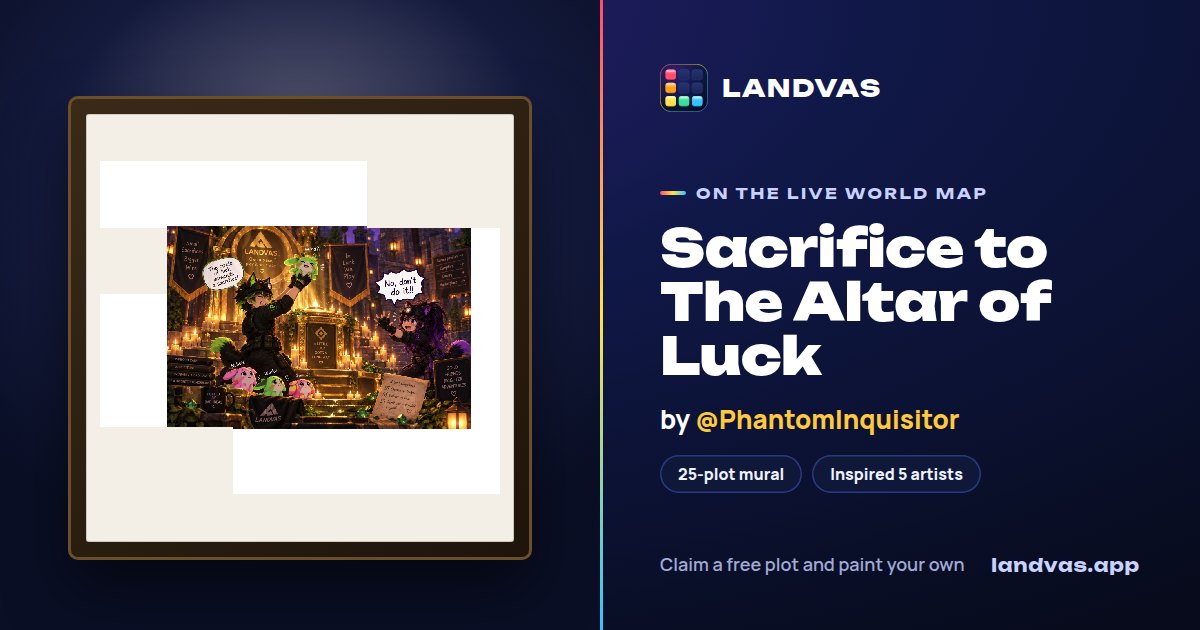 LANDVAS
ON THE LIVE WORLD MAP
Sacrifice to
The Altar of
Luck
by @PhantomInquisitor
25-plot mural
Inspired 5 artists
Claim a free plot and paint your own
landvas.app
LANDVAS
In
Luck
We
Play
No, don't
do it!!
LANDVAS